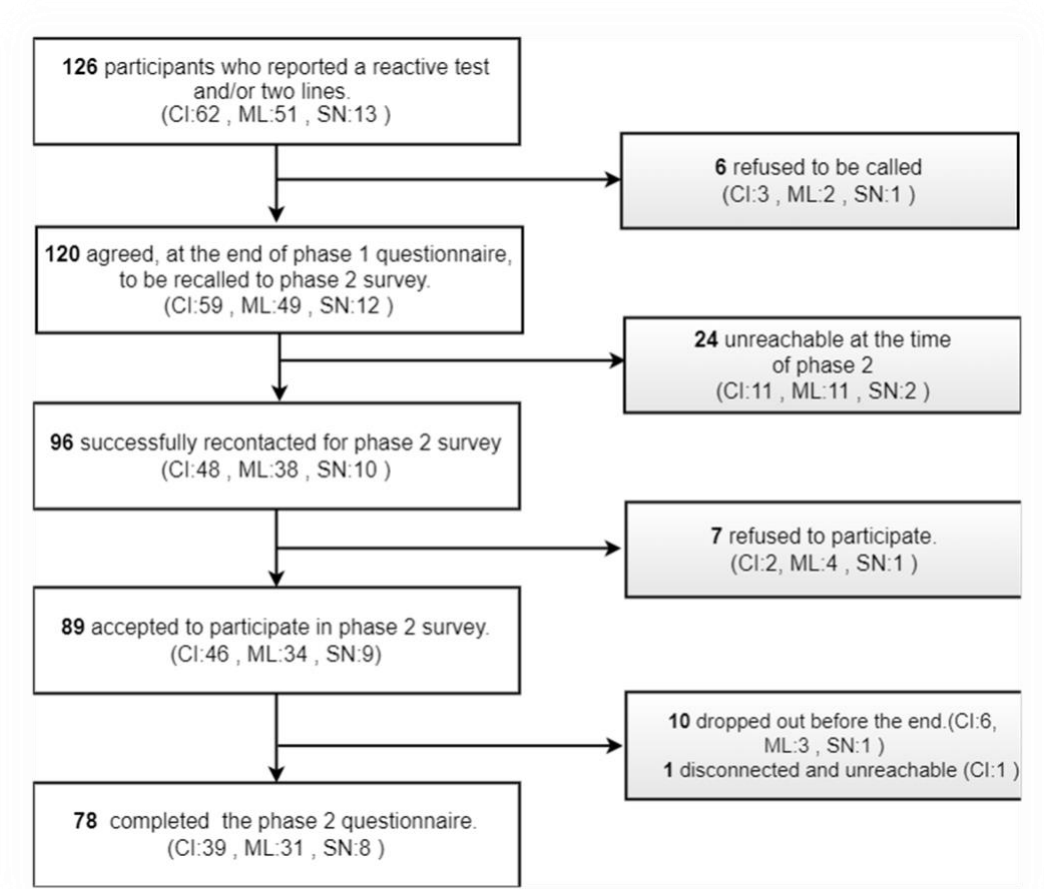 126 participants who reported a reactive test
and/or two lines.
(CI:62 , ML:51 , SN:13 )
6 refused to be called
(CI:3 , ML:2 , SN:1 )
120 agreed, at the end of phase 1 questionnaire,
to be recalled to phase 2 survey.
(CI:59 , ML:49 , SN:12 )
24 unreachable at the time
of phase 2
(CI:11 , ML:11 , SN:2 )
96 successfully recontacted for phase 2 survey
(CI:48 , ML:38 , SN:10 )
7 refused to participate.
(CI:2, ML:4 , SN:1 )
89 accepted to participate in phase 2 survey.
(CI:46 , ML:34 , SN:9)
10 dropped out before the end.(CI:6,
ML:3 , SN:1 )
1 disconnected and unreachable (CI:1 )
78 completed the phase 2 questionnaire.
(CI:39 , ML:31 , SN:8 )